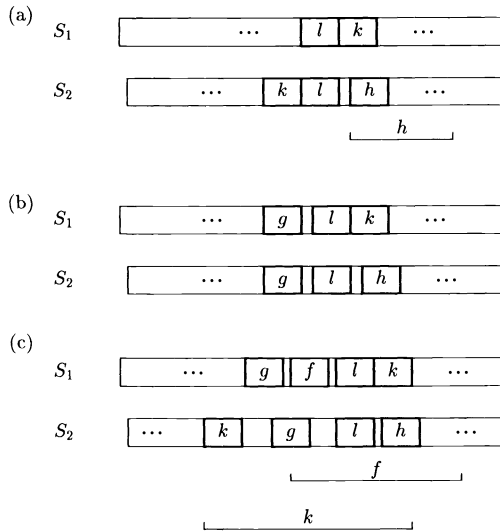 (a)
S₁ ... l k ...
S₂ ... k l h ...
h
(b)
S₁ ... g l k ...
S₂ ... g l h ...
(c)
S₁ ... g f l k ...
S₂ ... k g l h ...
f
k